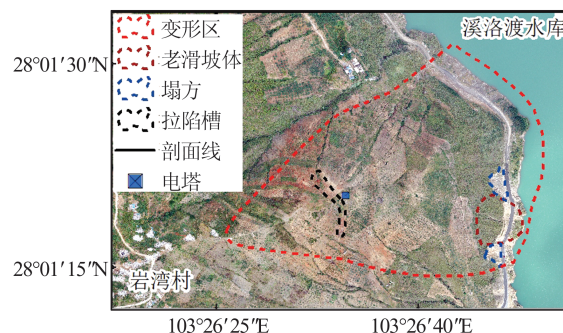 溪洛渡水库
变形区
老滑坡体
塌方
拉陷槽
剖面线
电塔
岩湾村
28°01′30″N
28°01′15″N
103°26′25″E
103°26′40″E